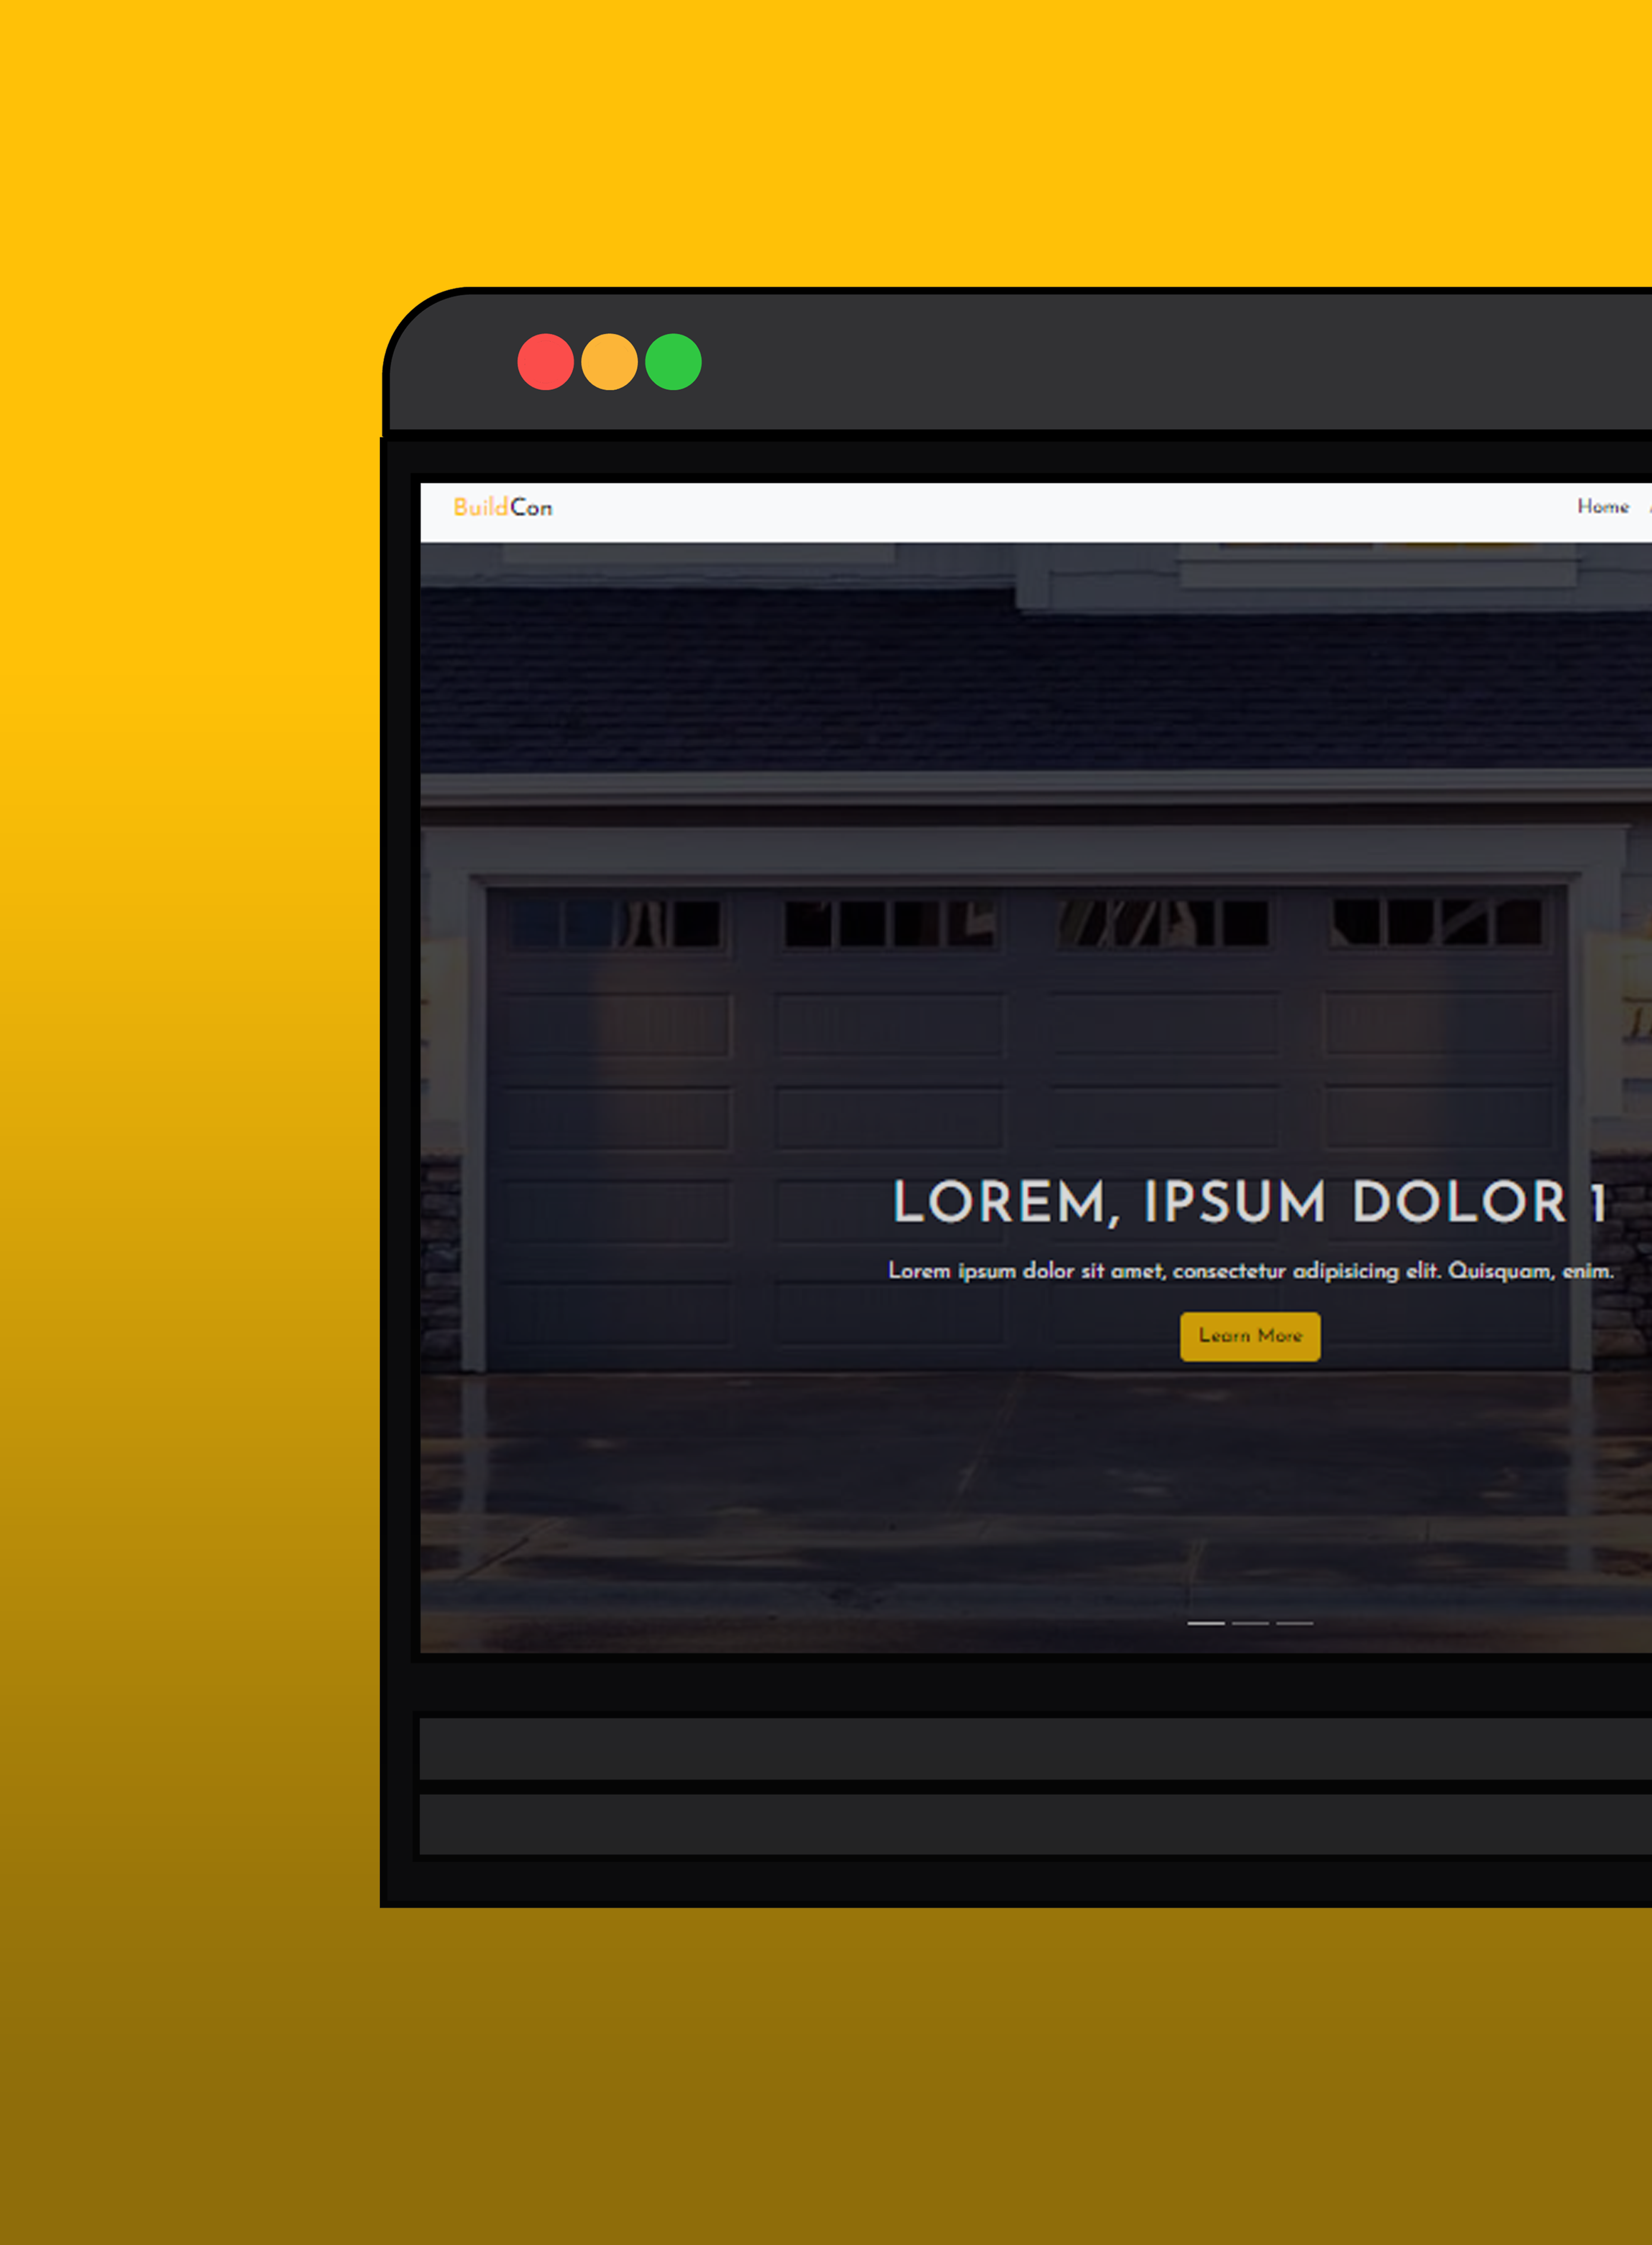 BuildCon
Home
LOREM, IPSUM DOLOR 1
Lorem ipsum dolor sit amet, consectetur adipisicing elit. Quisquam, enim.
Learn More